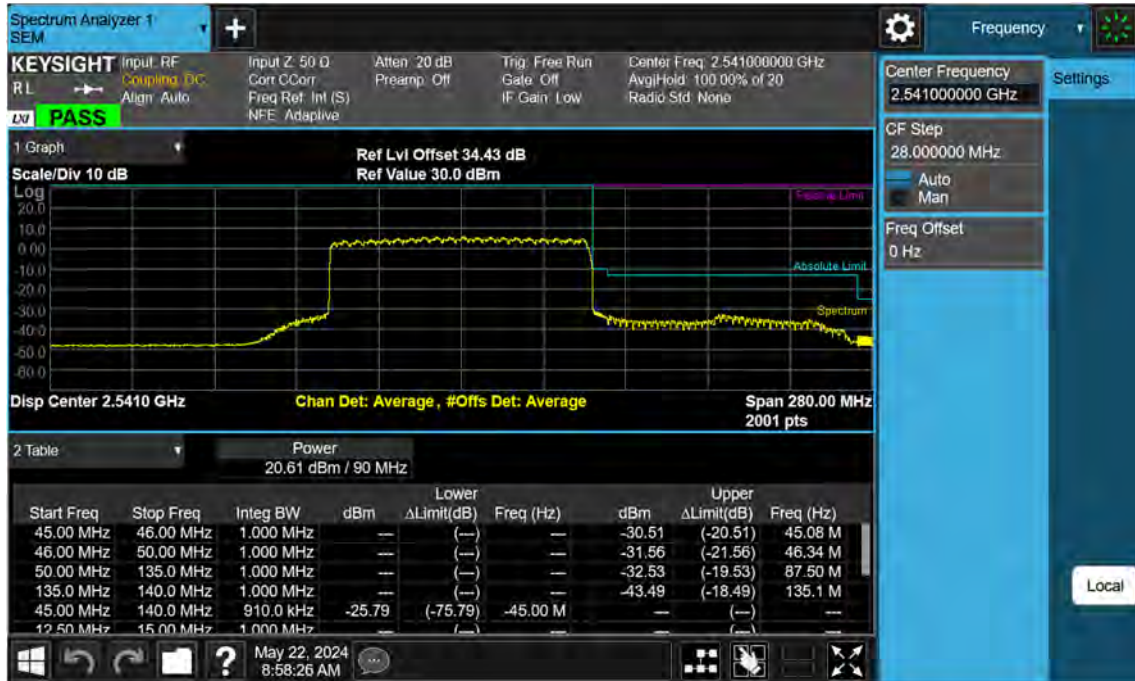 Spectrum Analyzer 1
SEM
Frequency
KEYSIGHT
R L
LXI
PASS
Input: RF
Coupling: DC
Align: Auto
Input Z: 50 Ω
Corr CCorr
Freq Ref: Int (S)
NFE: Adaptive
Atten: 20 dB
Preamp: Off
Trig: Free Run
Gate: Off
IF Gain: Low
Center Freq: 2.541000000 GHz
Avg|Hold: 100.00% of 20
Radio Std: None
Center Frequency
2.541000000 GHz
Settings
CF Step
28.000000 MHz
Auto
Man
Freq Offset
0 Hz
Local
1 Graph
Scale/Div 10 dB
Ref Lvl Offset 34.43 dB
Ref Value 30.0 dBm
Log
20.0
10.0
0.00
-10.0
-20.0
-30.0
-40.0
-50.0
-60.0
Absolute Limit
Spectrum
Disp Center 2.5410 GHz
Chan Det: Average, #Offs Det: Average
Span 280.00 MHz
2001 pts
2 Table
Power
20.61 dBm / 90 MHz
Lower Upper
Start Freq Stop Freq Integ BW dBm ΔLimit(dB) Freq (Hz) dBm ΔLimit(dB) Freq (Hz)
45.00 MHz 46.00 MHz 1.000 MHz --- (---) --- -30.51 (-20.51) 45.08 M
46.00 MHz 50.00 MHz 1.000 MHz --- (---) --- -31.56 (-21.56) 46.34 M
50.00 MHz 135.0 MHz 1.000 MHz --- (---) --- -32.53 (-19.53) 87.50 M
135.0 MHz 140.0 MHz 1.000 MHz --- (---) --- -43.49 (-18.49) 135.1 M
45.00 MHz 140.0 MHz 910.0 kHz -25.79 (-75.79) -45.00 M --- (---) ---
12.50 MHz 15.00 MHz 1.000 MHz --- (---) --- --- (---) ---
?
May 22, 2024
8:58:26 AM